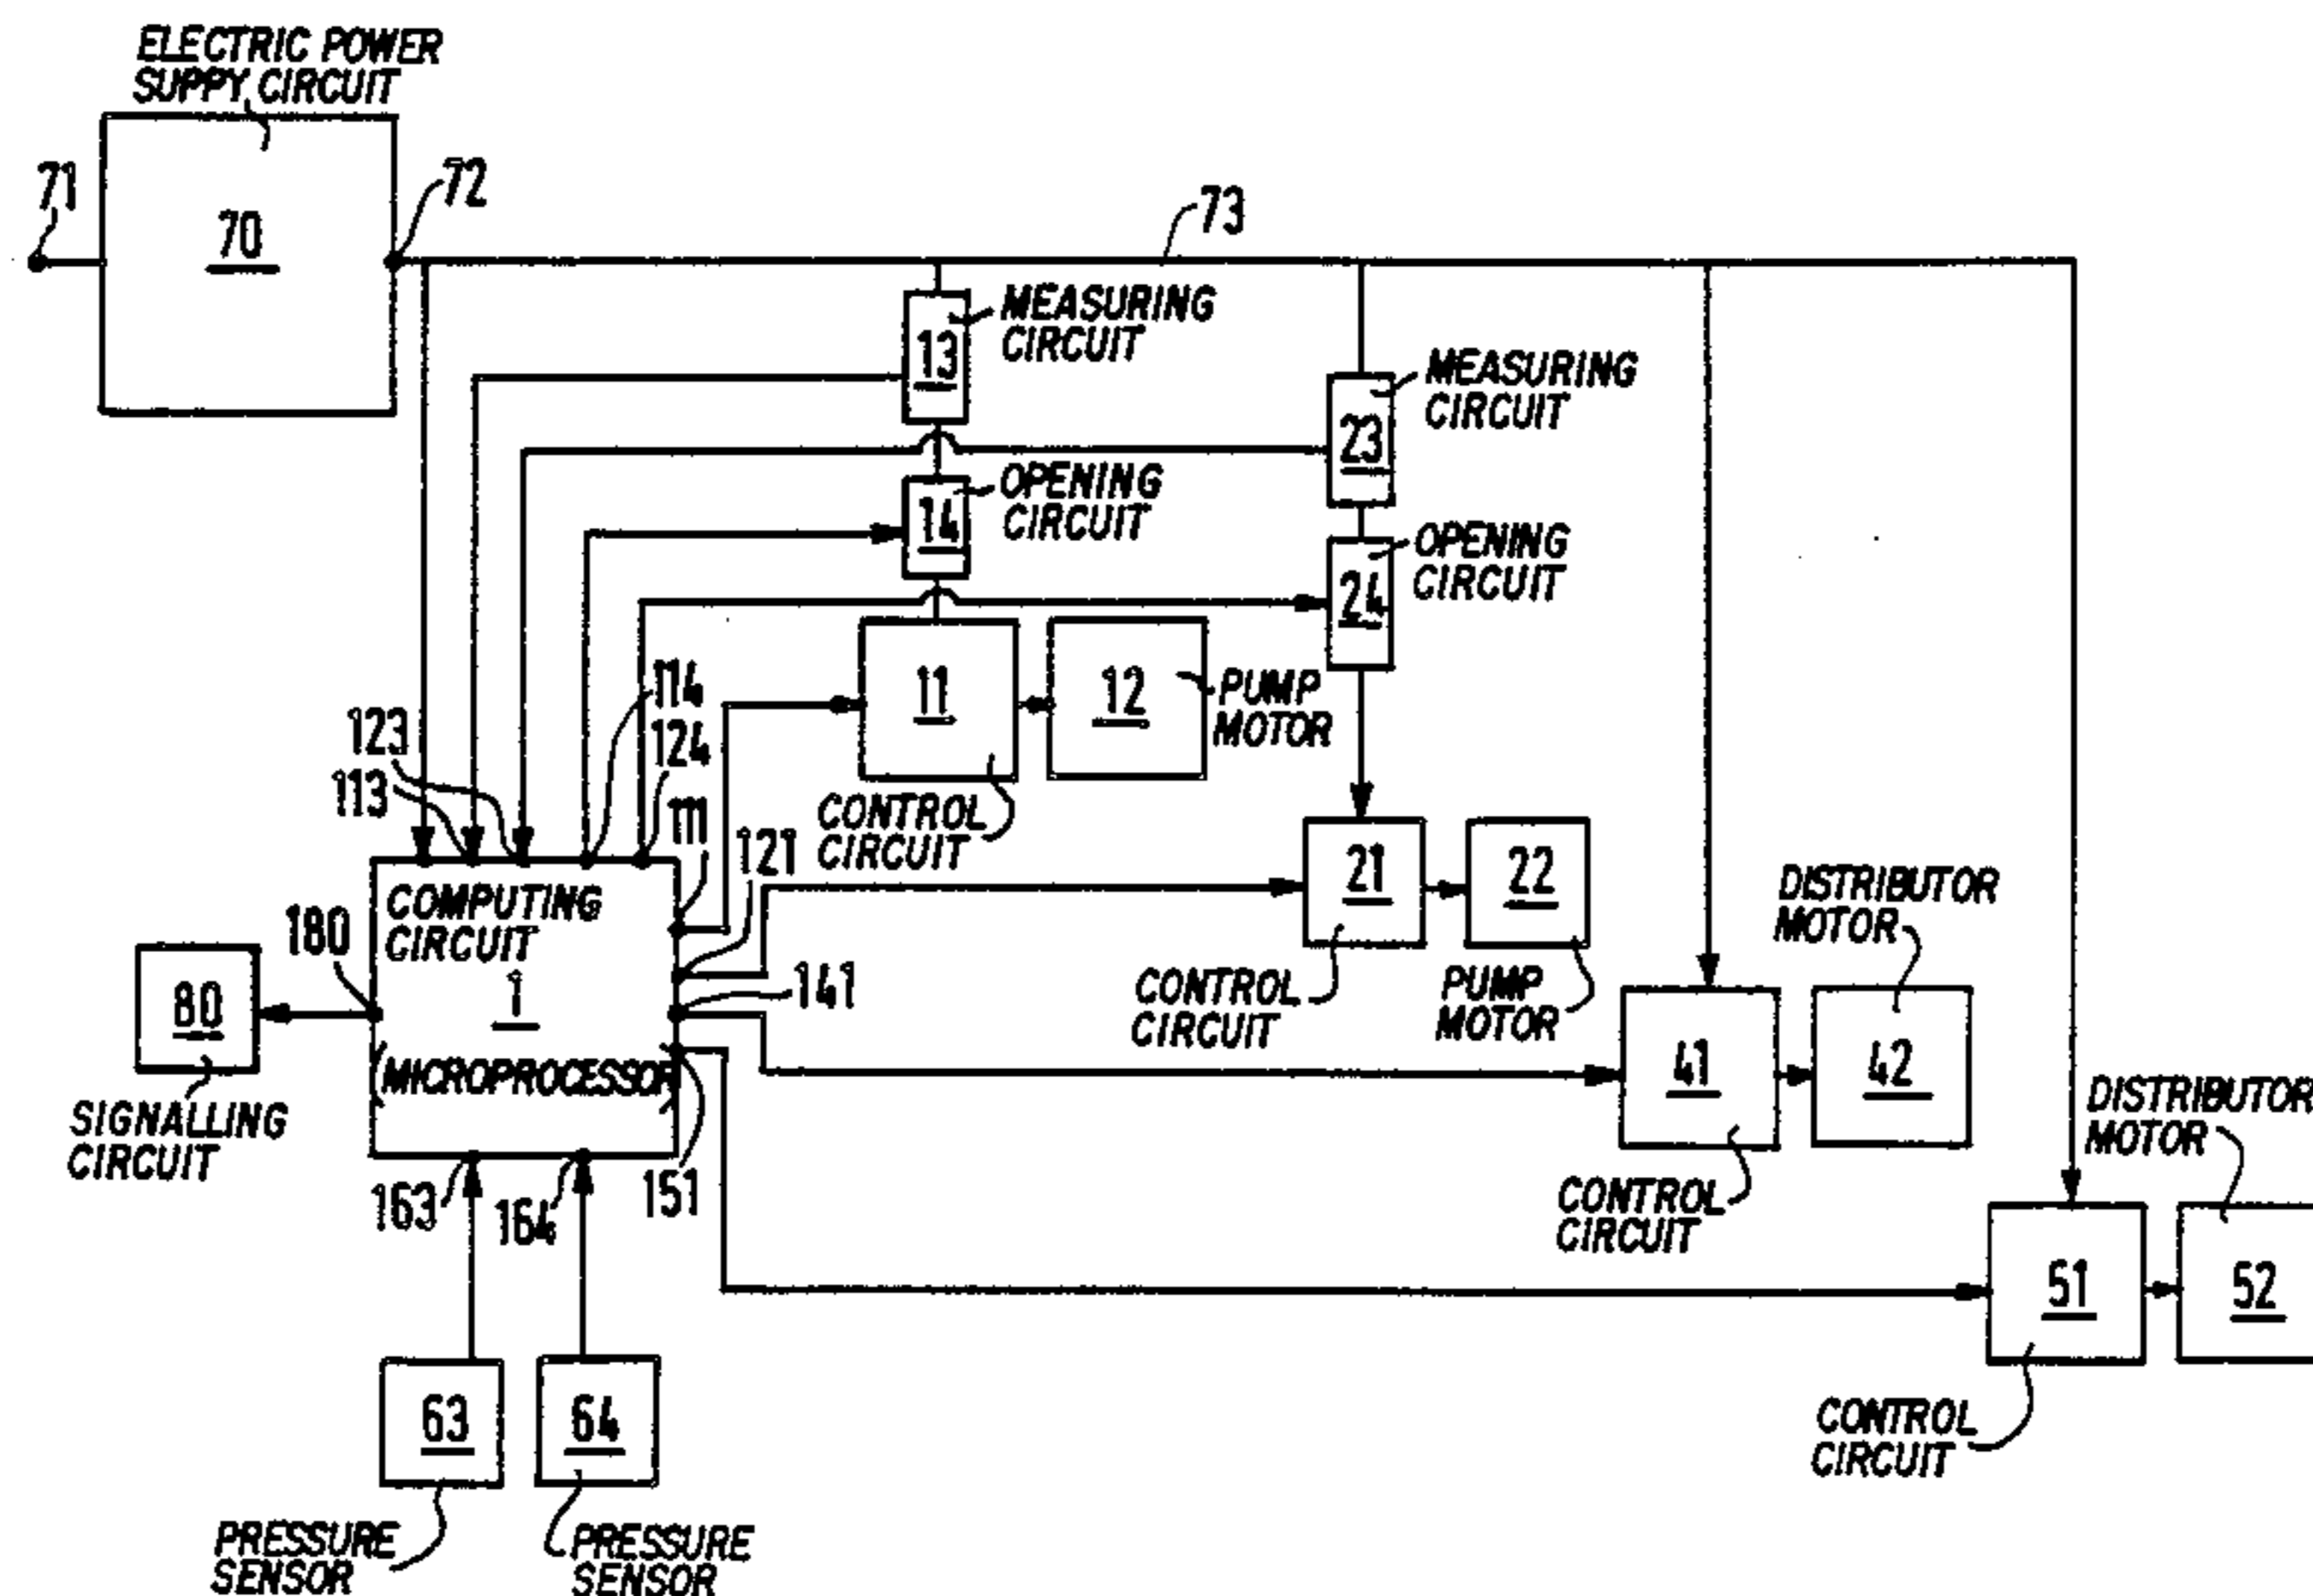 ELECTRIC POWER
SUPPY CIRCUIT
71
70
72
73
13
MEASURING
CIRCUIT
23
MEASURING
CIRCUIT
14
OPENING
CIRCUIT
24
OPENING
CIRCUIT
11
12
PUMP
MOTOR
CONTROL
CIRCUIT
123
113
114
124
111
121
141
151
COMPUTING
CIRCUIT
1
(MICROPROCESSOR)
180
80
SIGNALLING
CIRCUIT
21
22
CONTROL
CIRCUIT
PUMP
MOTOR
DISTRIBUTOR
MOTOR
41
42
CONTROL
CIRCUIT
DISTRIBUTOR
MOTOR
51
52
CONTROL
CIRCUIT
163
164
63
64
PRESSURE
SENSOR
PRESSURE
SENSOR